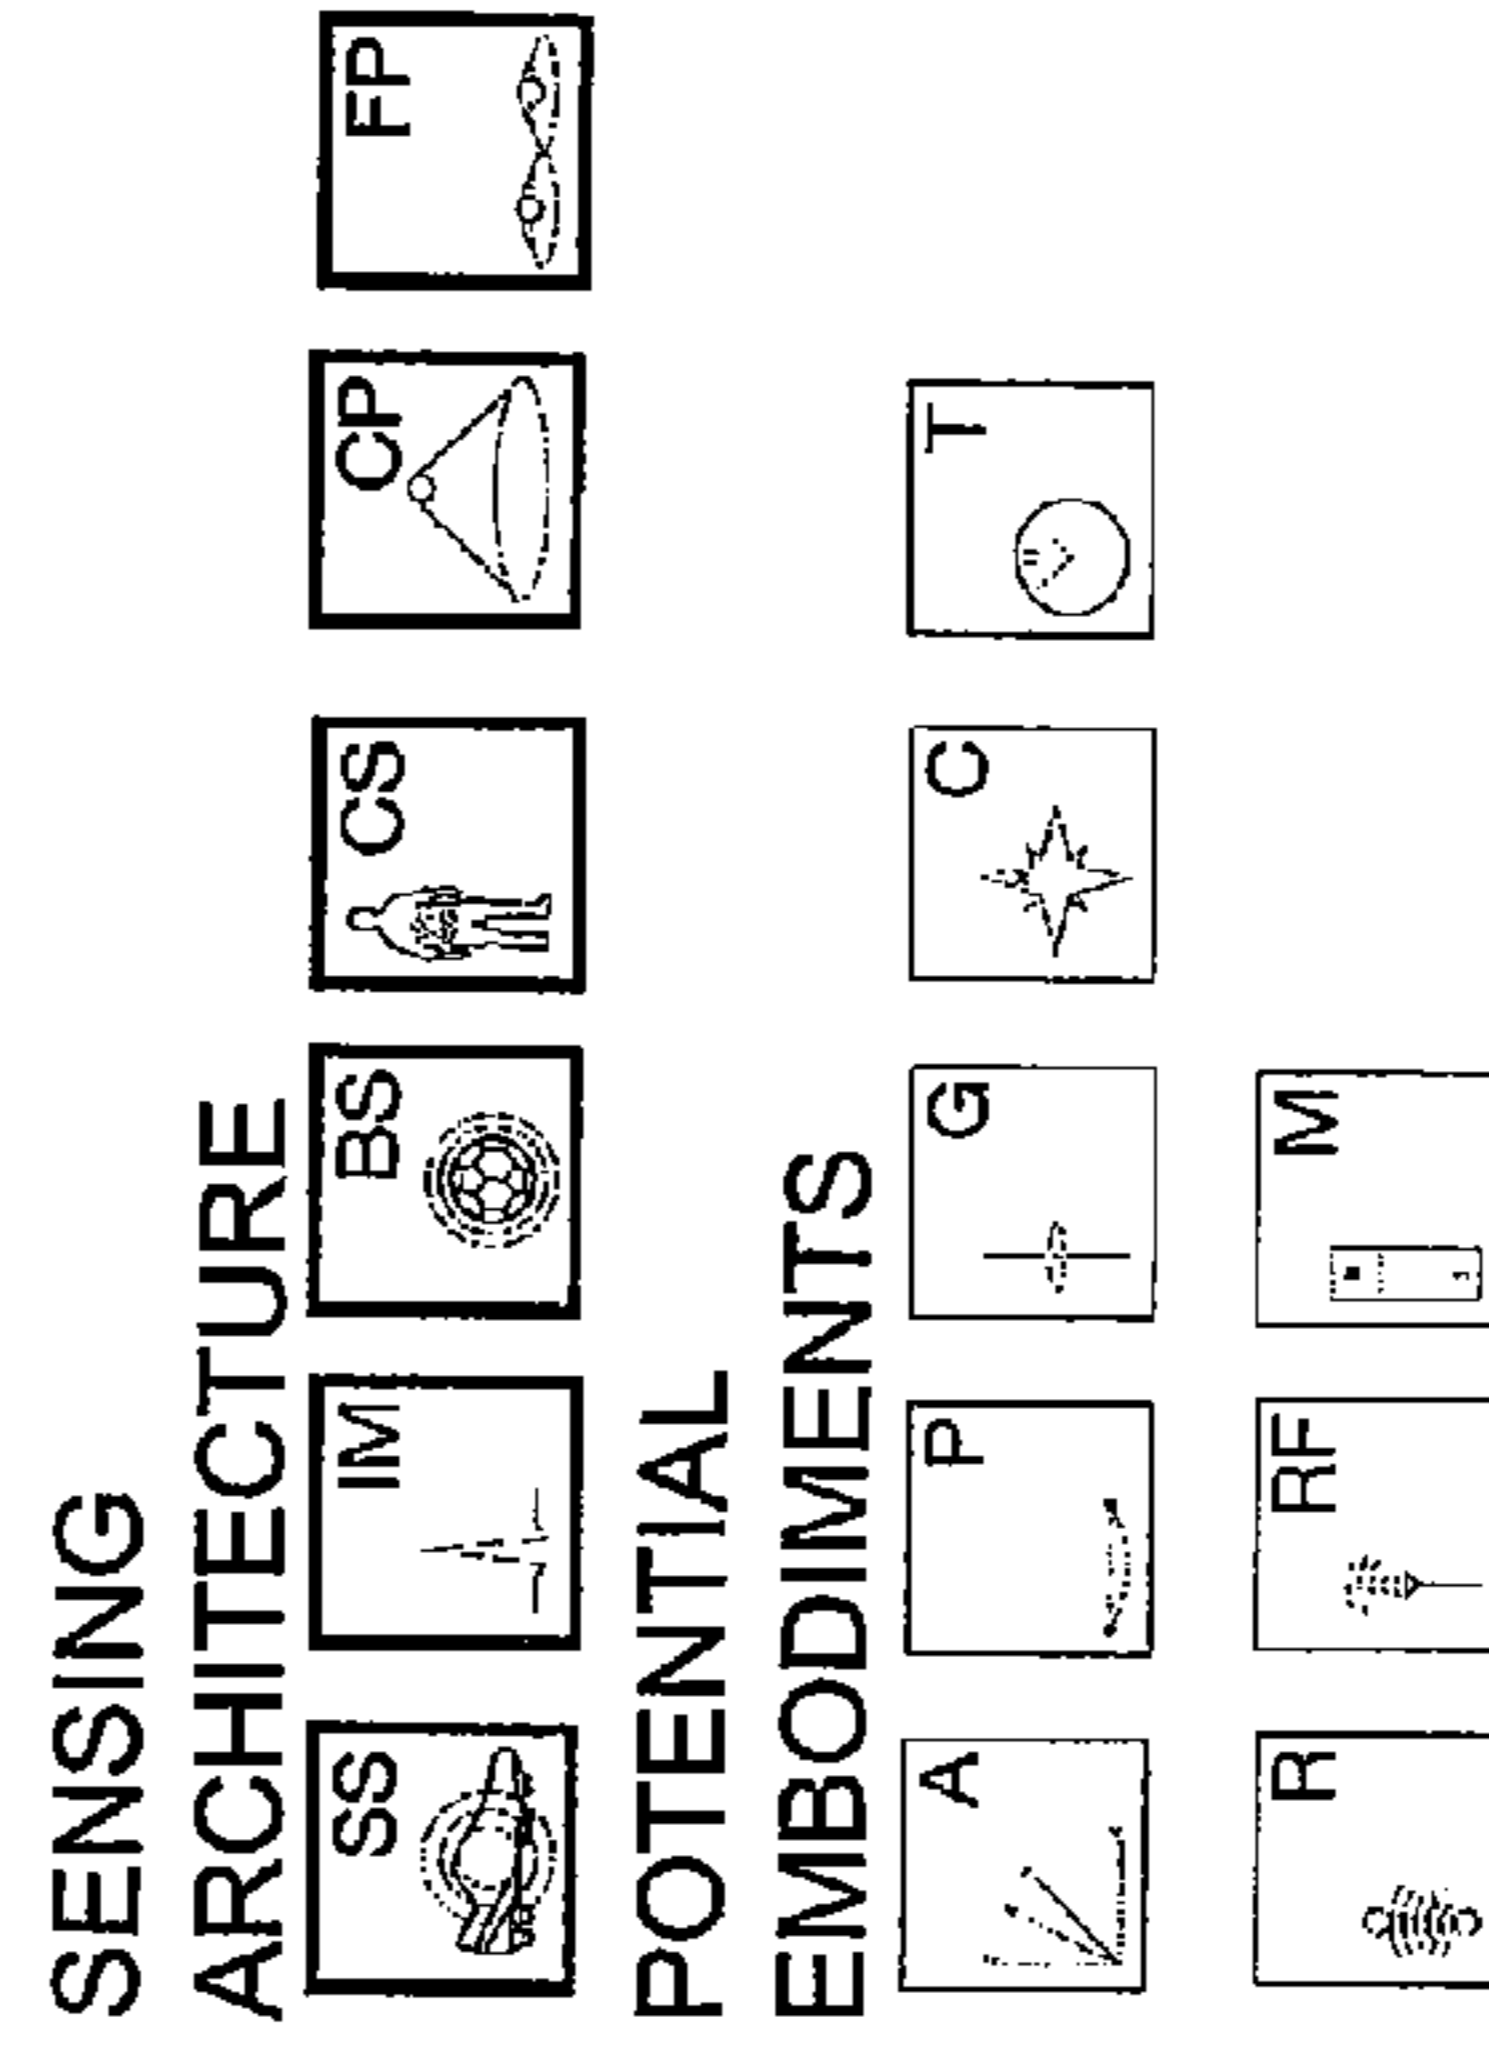 SENSING
ARCHITECTURE
SS IM BS CS CP FP
POTENTIAL
EMBODIMENTS
A P G C T
R RF M